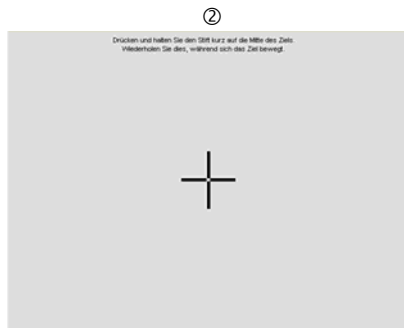 ②
Drücken und halten Sie den Stift kurz auf die Mitte des Ziels.
Wiederholen Sie dies, während sich das Ziel bewegt.